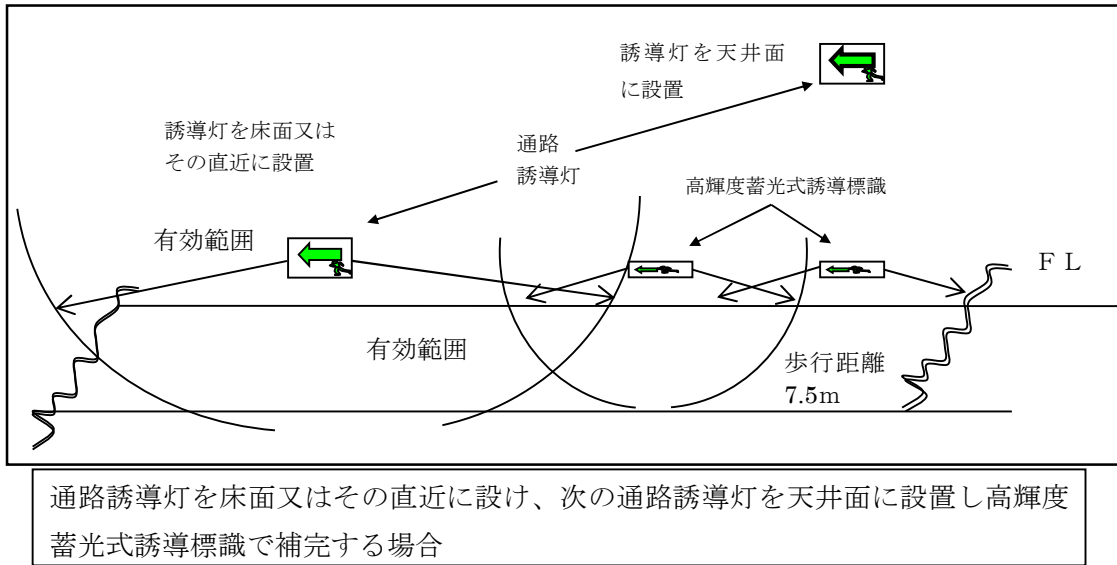 誘導灯を天井面
に設置
誘導灯を床面又は
その直近に設置
通路
誘導灯
高輝度蓄光式誘導標識
有効範囲
ＦＬ
有効範囲
歩行距離
7.5m
通路誘導灯を床面又はその直近に設け、次の通路誘導灯を天井面に設置し高輝度
蓄光式誘導標識で補完する場合